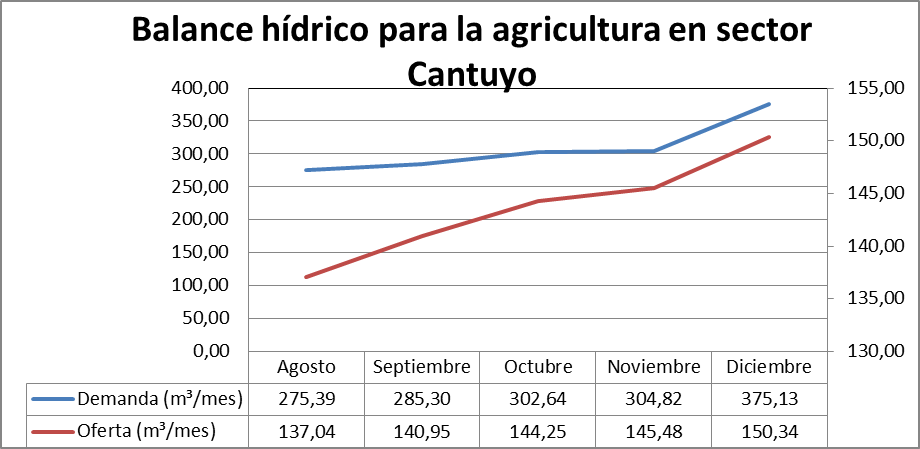 Balance hídrico para la agricultura en sector
Cantuyo
400,00 155,00
350,00
150,00
300,00
250,00 145,00
200,00
150,00 140,00
100,00
135,00
50,00
0,00 130,00
Agosto Septiembre Octubre Noviembre Diciembre
Demanda (m³/mes) 275,39 285,30 302,64 304,82 375,13
Oferta (m³/mes) 137,04 140,95 144,25 145,48 150,34